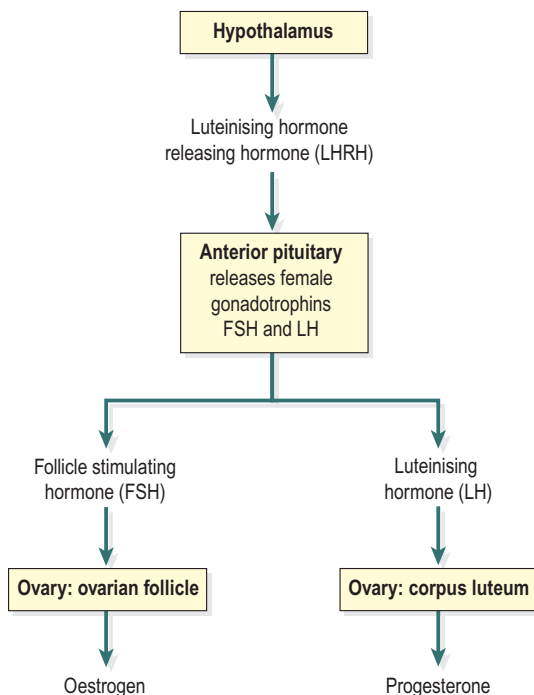 Hypothalamus
Luteinising hormone
releasing hormone (LHRH)
Anterior pituitary
releases female
gonadotrophins
FSH and LH
Follicle stimulating
hormone (FSH)
Luteinising
hormone (LH)
Ovary: ovarian follicle
Ovary: corpus luteum
Oestrogen
Progesterone